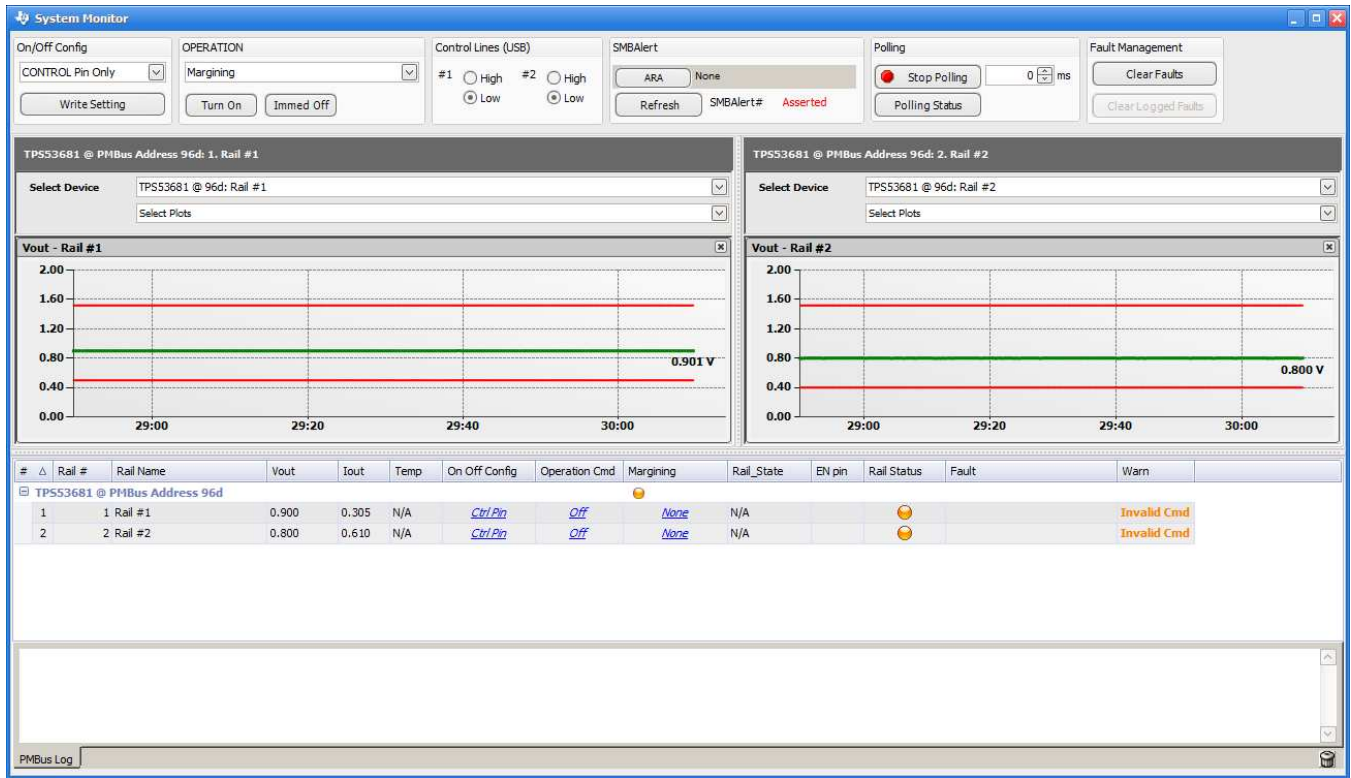 System Monitor
On/Off Config
CONTROL Pin Only
Write Setting
OPERATION
Margining
Turn On Immed Off
Control Lines (USB)
#1 High #2 High
Low Low
SMBAlert
ARA None
Refresh SMBAlert# Asserted
Polling
Stop Polling 0 ms
Polling Status
Fault Management
Clear Faults
Clear Logged Faults
TPS53681 @ PMBus Address 96d: 1. Rail #1
Select Device TPS53681 @ 96d: Rail #1
Select Plots
Vout - Rail #1
2.00
1.60
1.20
0.80
0.901 V
0.40
0.00
29:00 29:20 29:40 30:00
TPS53681 @ PMBus Address 96d: 2. Rail #2
Select Device TPS53681 @ 96d: Rail #2
Select Plots
Vout - Rail #2
2.00
1.60
1.20
0.80
0.800 V
0.40
0.00
29:00 29:20 29:40 30:00
# Rail # Rail Name Vout Iout Temp On Off Config Operation Cmd Margining Rail_State EN pin Rail Status Fault Warn
TPS53681 @ PMBus Address 96d
1 1 Rail #1 0.900 0.305 N/A Ctrl Pin Off None N/A Invalid Cmd
2 2 Rail #2 0.800 0.610 N/A Ctrl Pin Off None N/A Invalid Cmd
PMBus Log